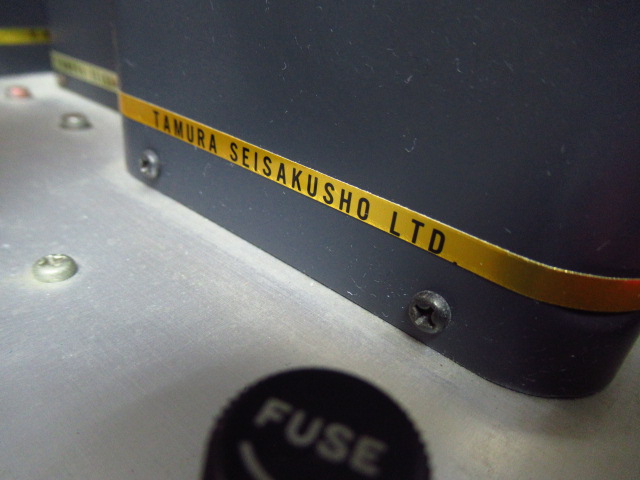 TAMURA SEISAKUSHO LTD.
FUSE